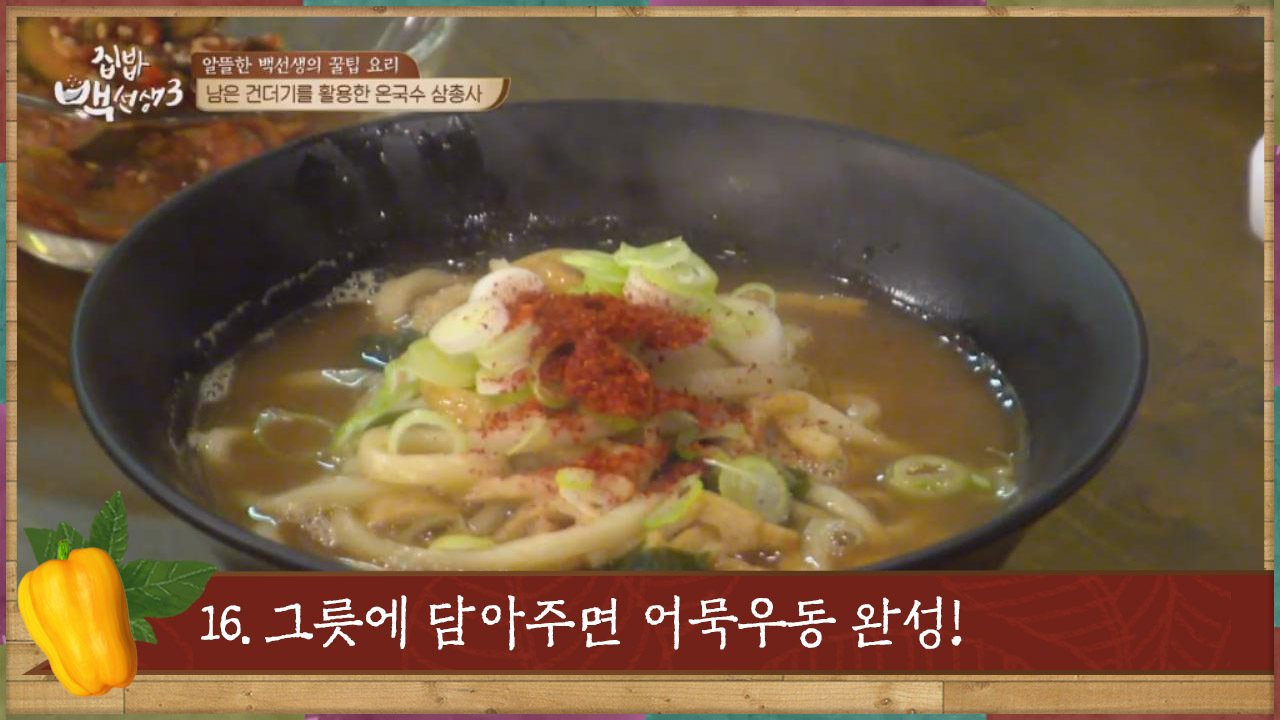 집밥
백선생3
알뜰한 백선생의 꿀팁 요리
남은 건더기를 활용한 온국수 삼총사
16. 그릇에 담아주면 어묵우동 완성!